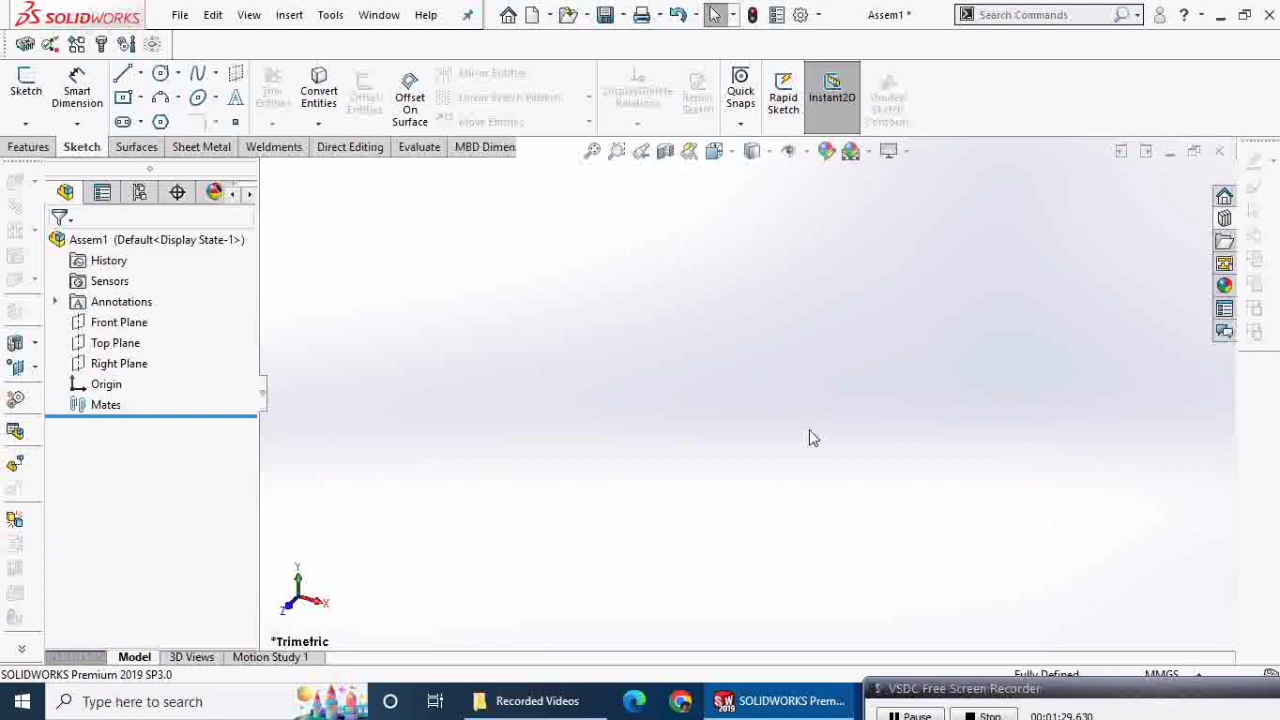 SOLIDWORKS
File Edit View Insert Tools Window Help
Assem1 *
Search Commands
Sketch
Smart Dimension
Convert Entities
Offset On Surface
Mirror Entities
Move Entities
Quick Snaps
Rapid Sketch
Instant2D
Features Sketch Surfaces Sheet Metal Weldments Direct Editing Evaluate MBD Dimen
Assem1 (Default<Display State-1>)
History
Sensors
Annotations
Front Plane
Top Plane
Right Plane
Origin
Mates
Y
X
Z
*Trimetric
Model 3D Views Motion Study 1
SOLIDWORKS Premium 2019 SP3.0
Fully Defined
MMGS
VSDC Free Screen Recorder
Type here to search
Recorded Videos
SOLIDWORKS Prem...
Pause
Stop
00:01:29.630